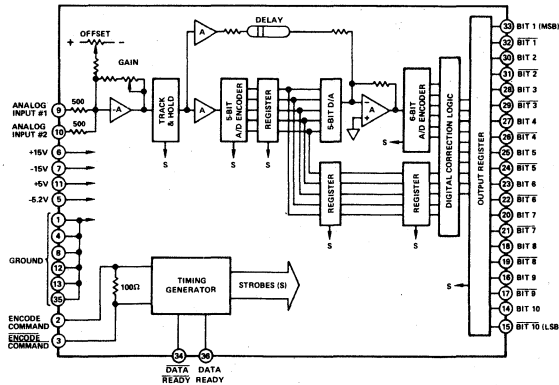 OFFSET
+
-
GAIN
DELAY
500
500
A
A
-A
A
-
+
TRACK & HOLD
5-BIT A/D ENCODER
REGISTER
5-BIT D/A
6-BIT A/D ENCODER
DIGITAL CORRECTION LOGIC
OUTPUT REGISTER
REGISTER
REGISTER
S
S
S
S
S
S
S
ANALOG INPUT #1 9
ANALOG INPUT #2 10
+15V 6
-15V 7
+5V 11
-5.2V 5
GROUND
1
4
8
12
13
35
ENCODE COMMAND 2
ENCODE COMMAND 3
100Ω
TIMING GENERATOR
STROBES (S)
34 DATA READY
36 DATA READY
33 BIT 1 (MSB)
32 BIT 1
30 BIT 2
31 BIT 2
28 BIT 3
29 BIT 3
27 BIT 4
26 BIT 4
25 BIT 5
24 BIT 5
23 BIT 6
22 BIT 6
20 BIT 7
21 BIT 7
18 BIT 8
19 BIT 8
16 BIT 9
17 BIT 9
14 BIT 10
15 BIT 10 (LSB